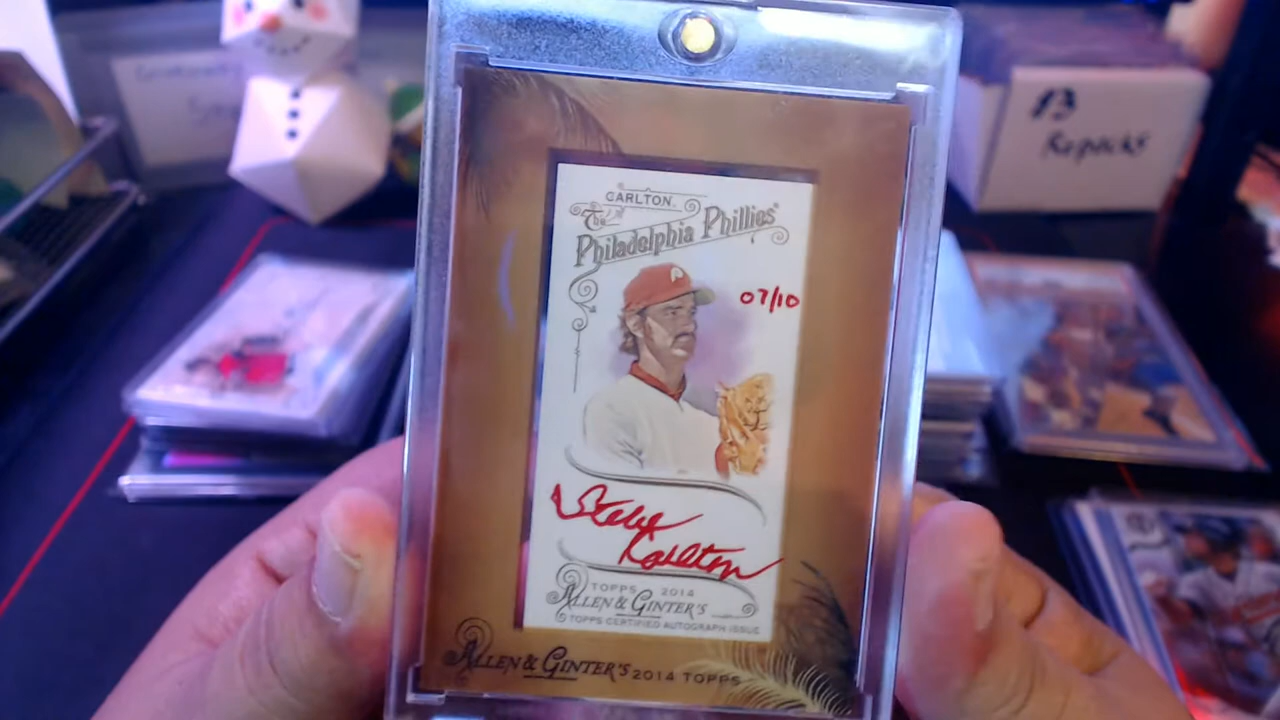 CARLTON.
The
Philadelphia Phillies
P
07/10
Steve
Carlton
TOPPS 2014
ALLEN & GINTER'S
TOPPS CERTIFIED AUTOGRAPH ISSUE
ALLEN & GINTER'S 2014 TOPPS
Repacks